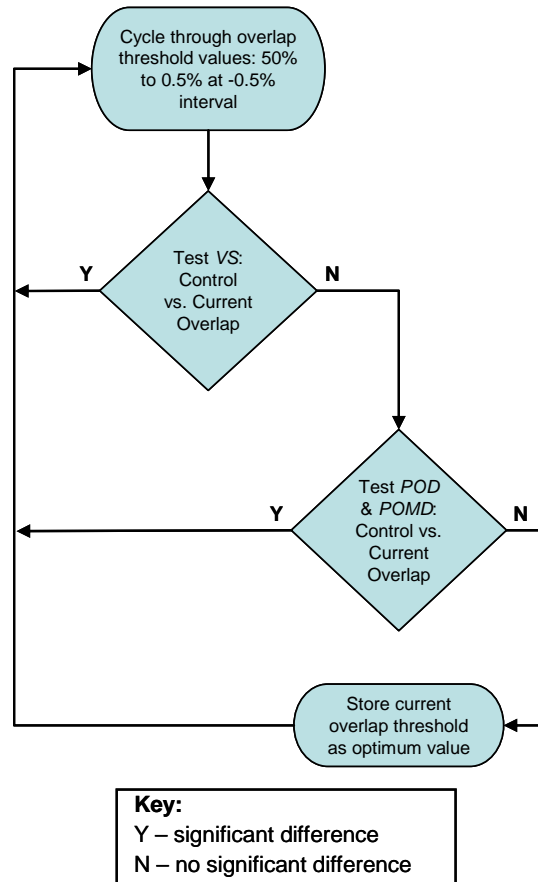 Cycle through overlap
threshold values: 50%
to 0.5% at -0.5%
interval
Test VS:
Control
vs. Current
Overlap
Y
N
Test POD
& POMD:
Control vs.
Current
Overlap
Y
N
Store current
overlap threshold
as optimum value
Key:
Y – significant difference
N – no significant difference